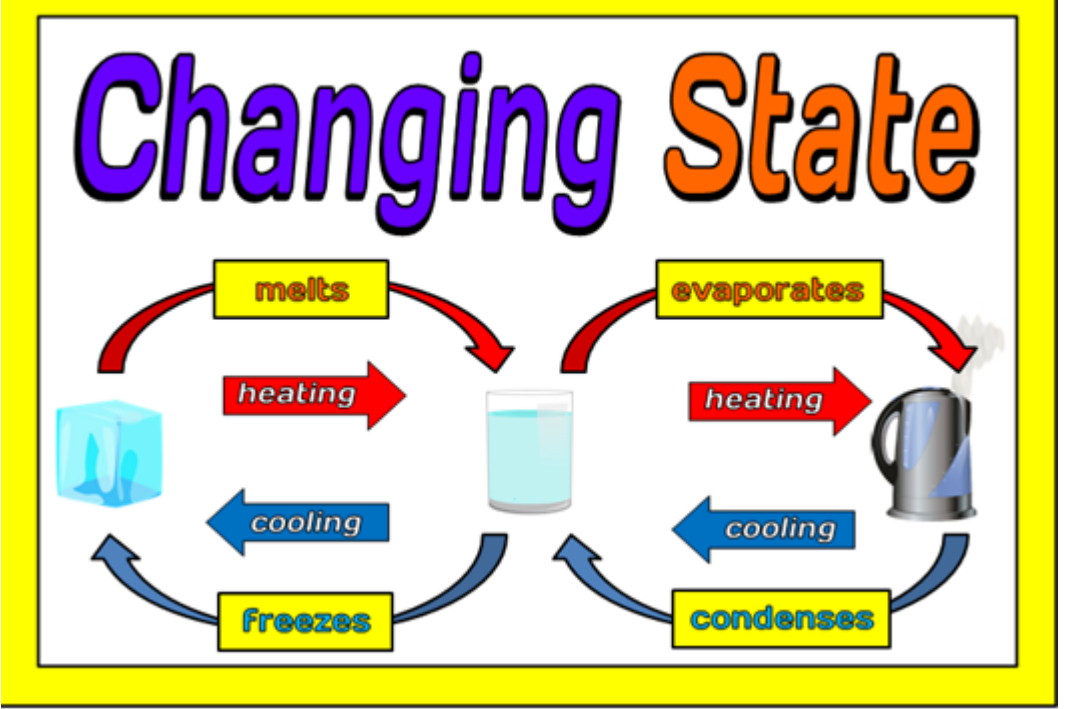 Changing State
melts
evaporates
heating
heating
cooling
cooling
freezes
condenses